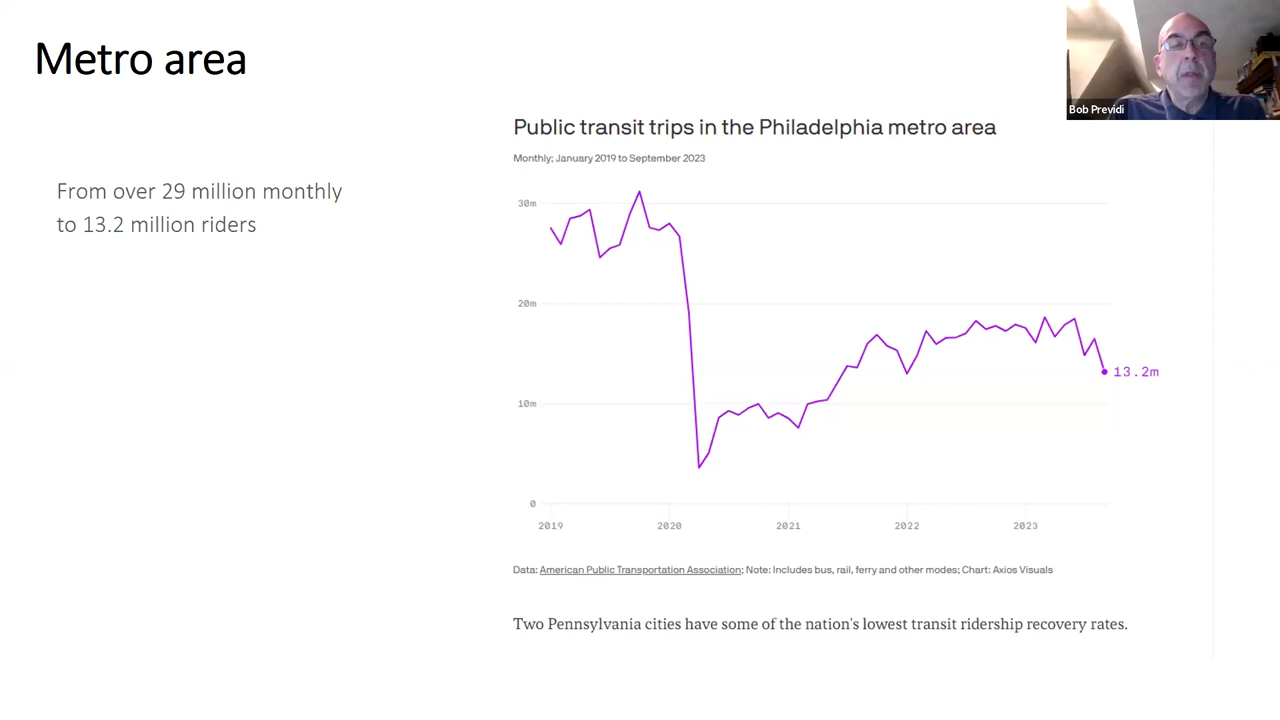 Metro area
Bob Previdi
From over 29 million monthly
to 13.2 million riders
Public transit trips in the Philadelphia metro area
Monthly; January 2019 to September 2023
30m
20m
10m
0
13.2m
2019 2020 2021 2022 2023
Data: American Public Transportation Association; Note: Includes bus, rail, ferry and other modes; Chart: Axios Visuals
Two Pennsylvania cities have some of the nation's lowest transit ridership recovery rates.